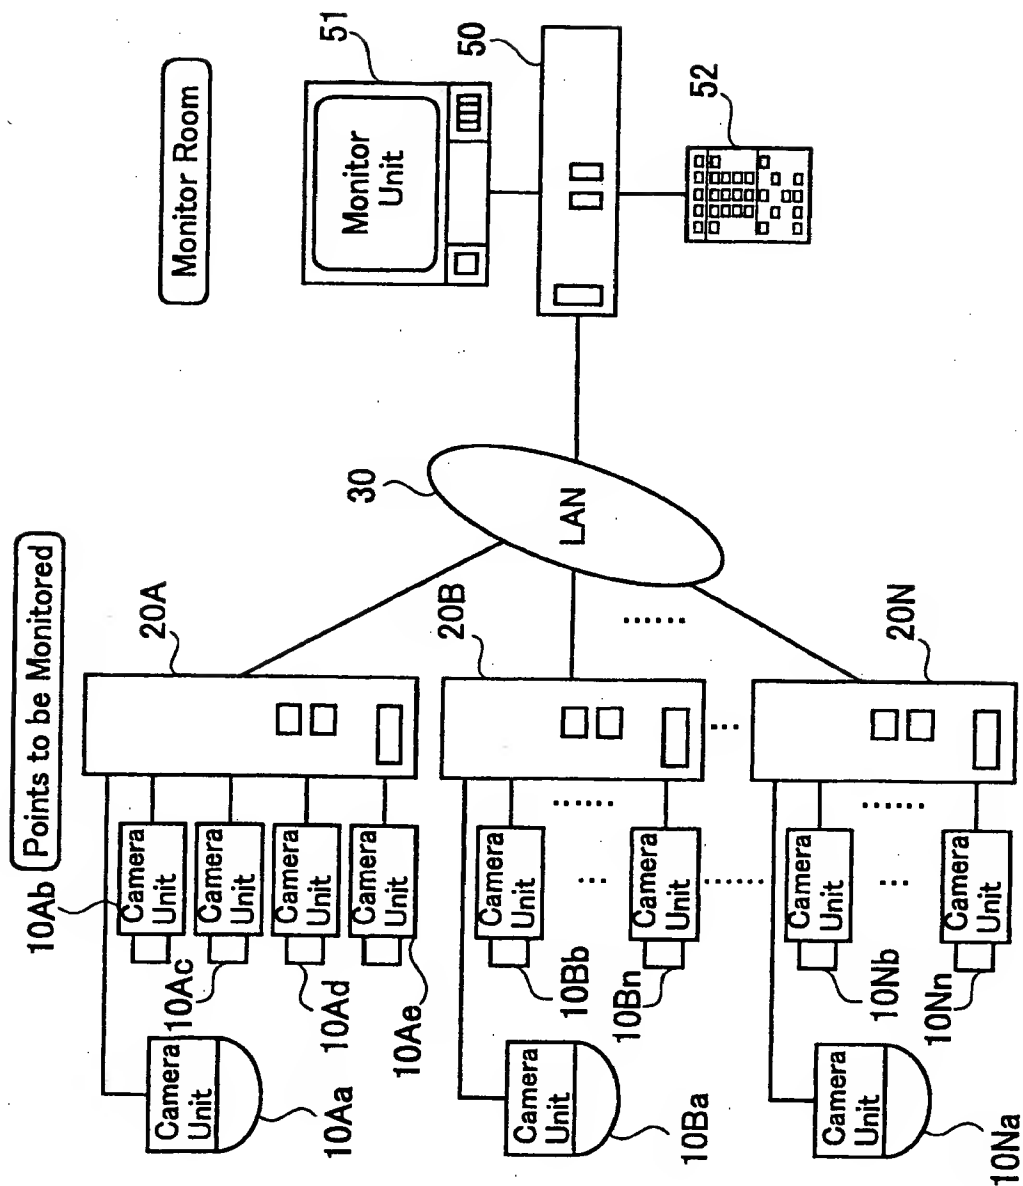 Points to be Monitored
Monitor Room
10Ab
20A
30
51
Monitor
Unit
50
52
LAN
Camera
Unit
Camera
Unit
Camera
Unit
Camera
Unit
Camera
Unit
10Aa
10Ac
10Ad
10Ae
20B
Camera
Unit
Camera
Unit
Camera
Unit
10Ba
10Bb
10Bn
20N
Camera
Unit
Camera
Unit
Camera
Unit
10Na
10Nb
10Nn